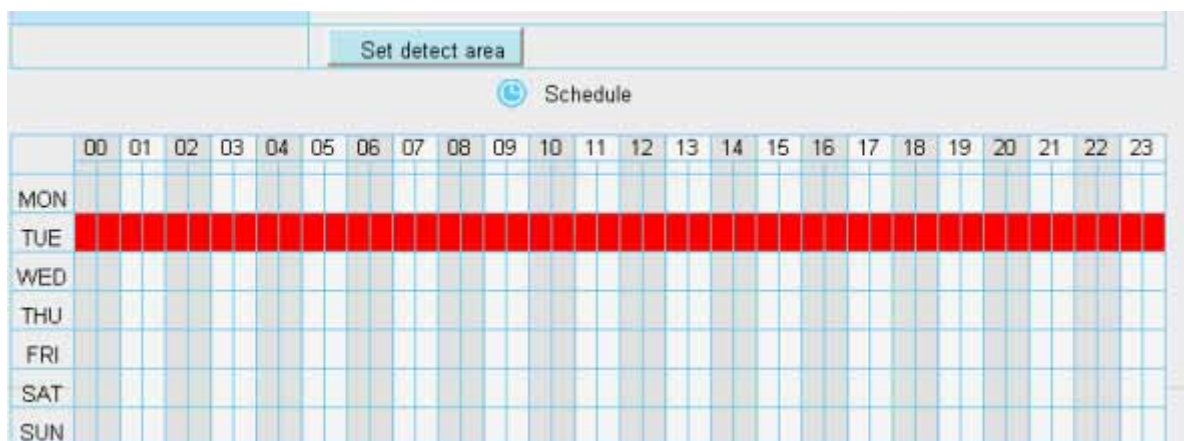 Set detect area
Schedule
00 01 02 03 04 05 06 07 08 09 10 11 12 13 14 15 16 17 18 19 20 21 22 23
MON
TUE
WED
THU
FRI
SAT
SUN